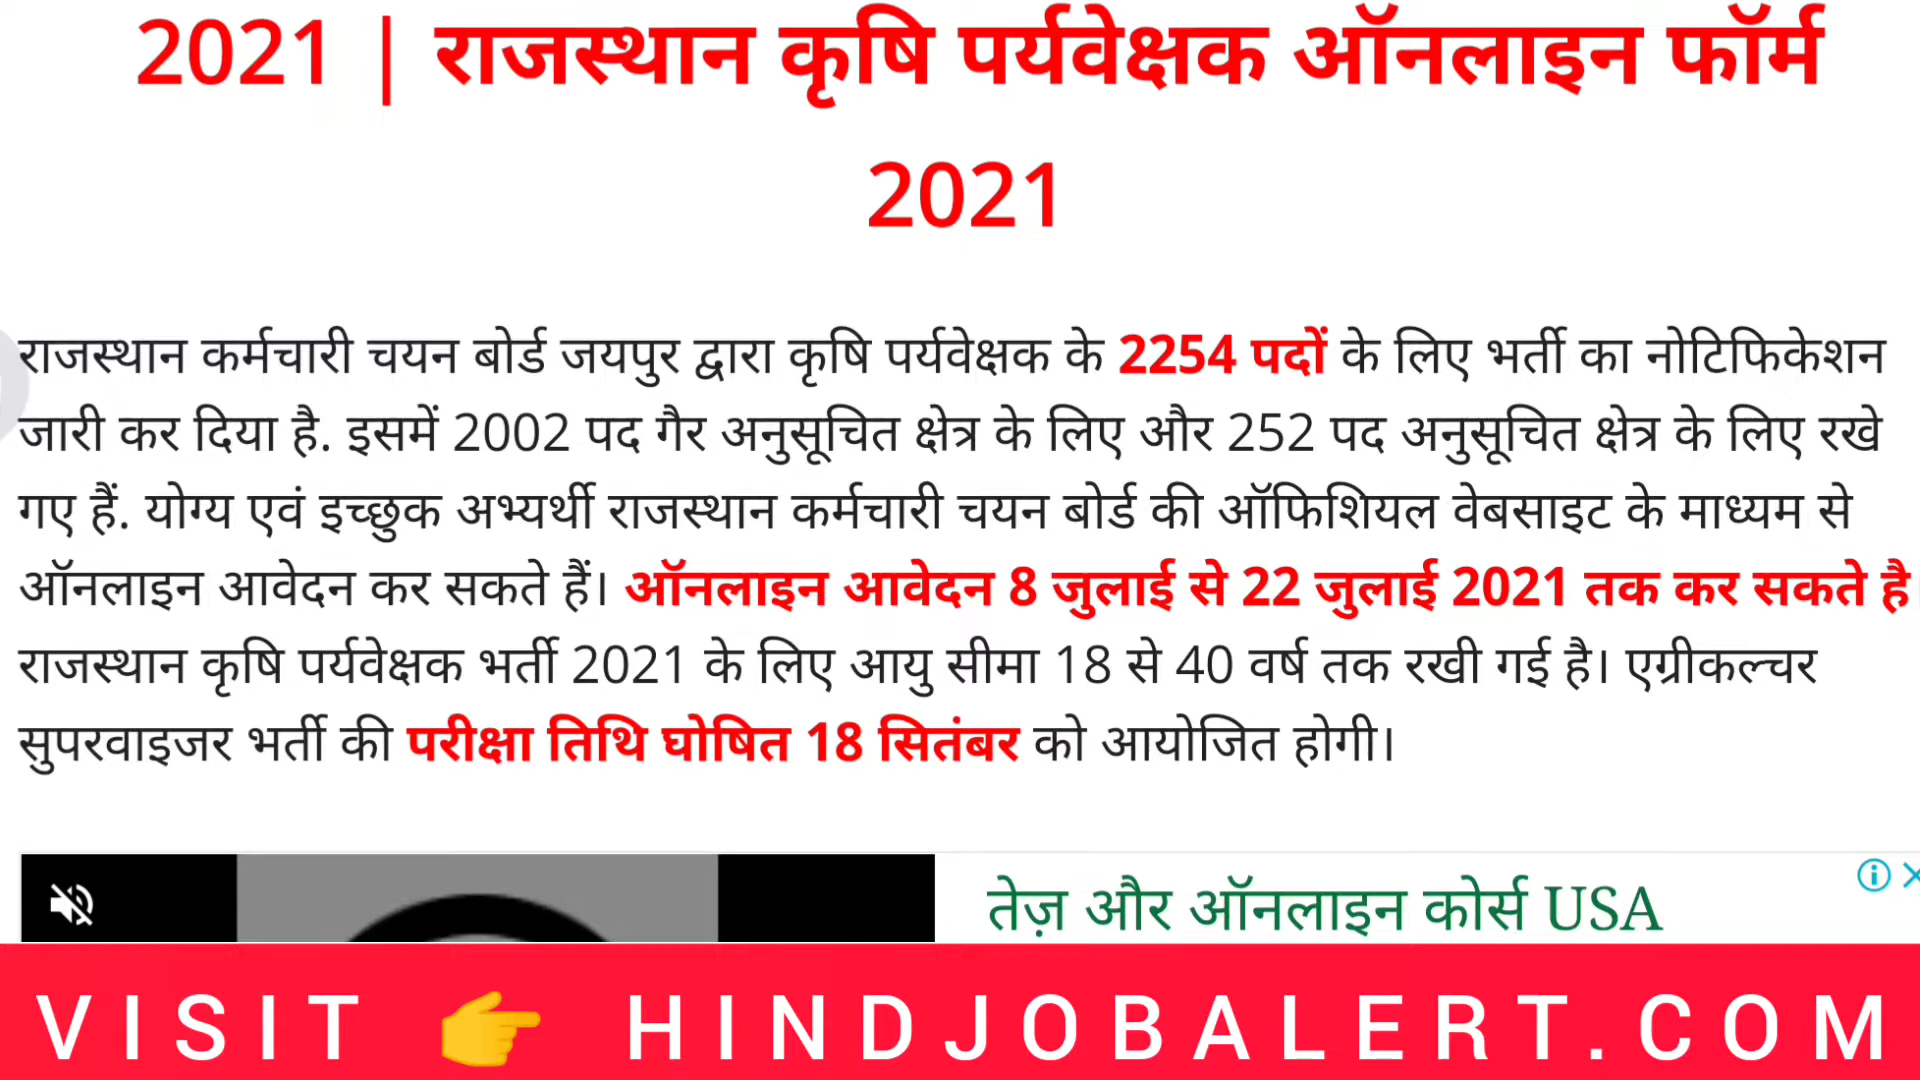 2021 | राजस्थान कृषि पर्यवेक्षक ऑनलाइन फॉर्म
2021
राजस्थान कर्मचारी चयन बोर्ड जयपुर द्वारा कृषि पर्यवेक्षक के 2254 पदों के लिए भर्ती का नोटिफिकेशन
जारी कर दिया है. इसमें 2002 पद गैर अनुसूचित क्षेत्र के लिए और 252 पद अनुसूचित क्षेत्र के लिए रखे
गए हैं. योग्य एवं इच्छुक अभ्यर्थी राजस्थान कर्मचारी चयन बोर्ड की ऑफिशियल वेबसाइट के माध्यम से
ऑनलाइन आवेदन कर सकते हैं। ऑनलाइन आवेदन 8 जुलाई से 22 जुलाई 2021 तक कर सकते है
राजस्थान कृषि पर्यवेक्षक भर्ती 2021 के लिए आयु सीमा 18 से 40 वर्ष तक रखी गई है। एग्रीकल्चर
सुपरवाइजर भर्ती की परीक्षा तिथि घोषित 18 सितंबर को आयोजित होगी।
तेज़ और ऑनलाइन कोर्स USA
VISIT 👉 HINDJOBALERT.COM